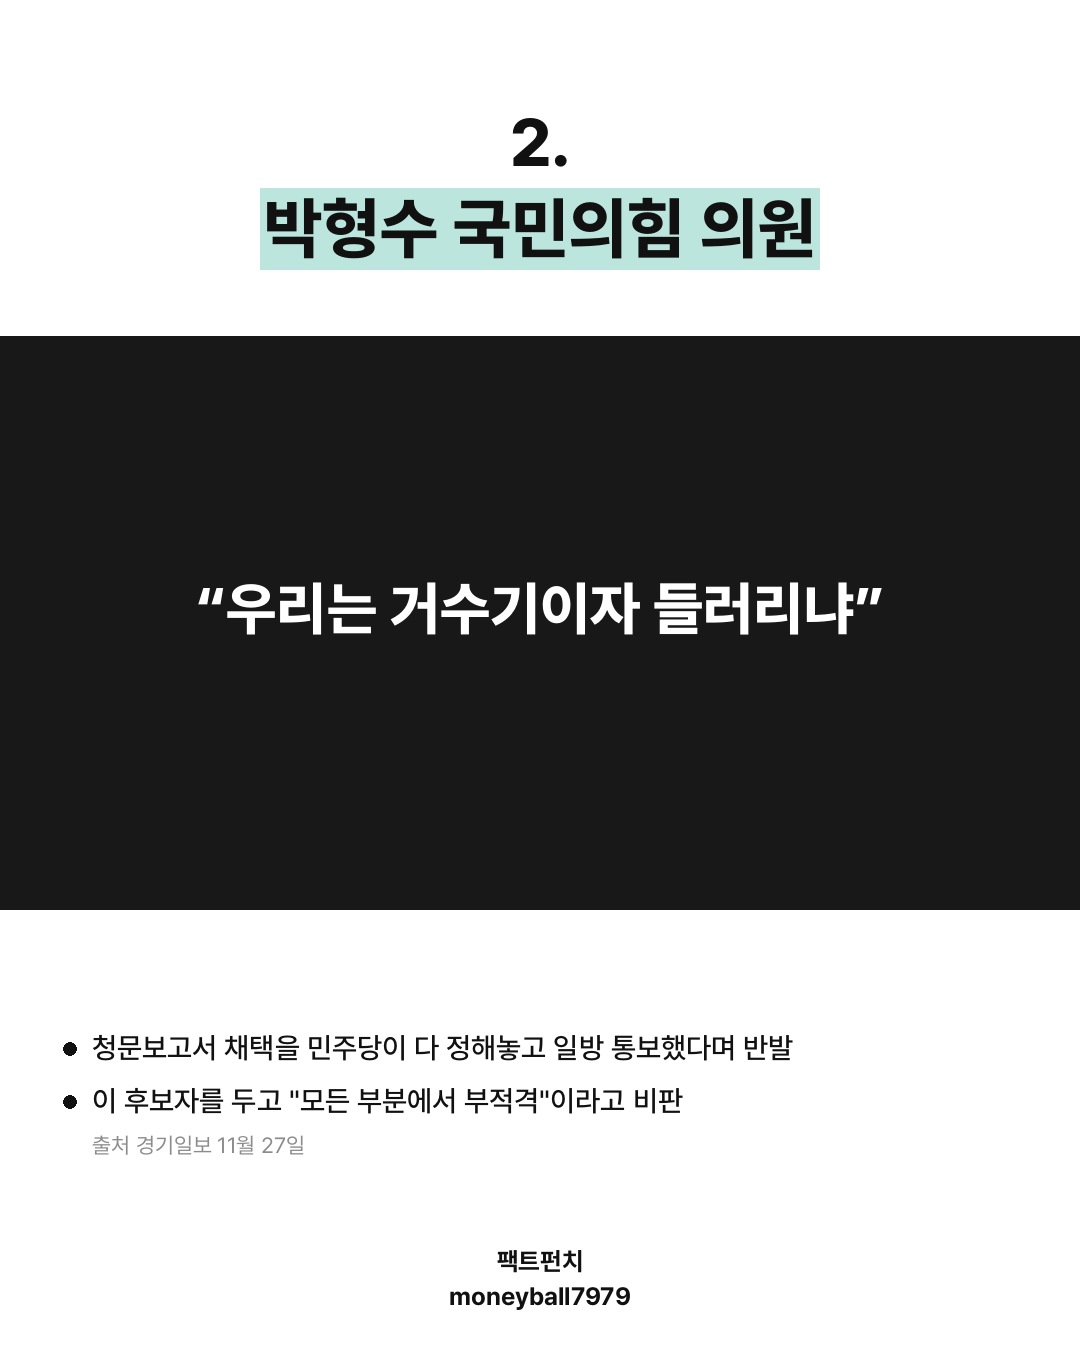 2.
박형수 국민의힘 의원
“우리는 거수기이자 들러리냐”
● 청문보고서 채택을 민주당이 다 정해놓고 일방 통보했다며 반발
● 이 후보자를 두고 "모든 부분에서 부적격"이라고 비판
출처 경기일보 11월 27일
팩트펀치
moneyball7979